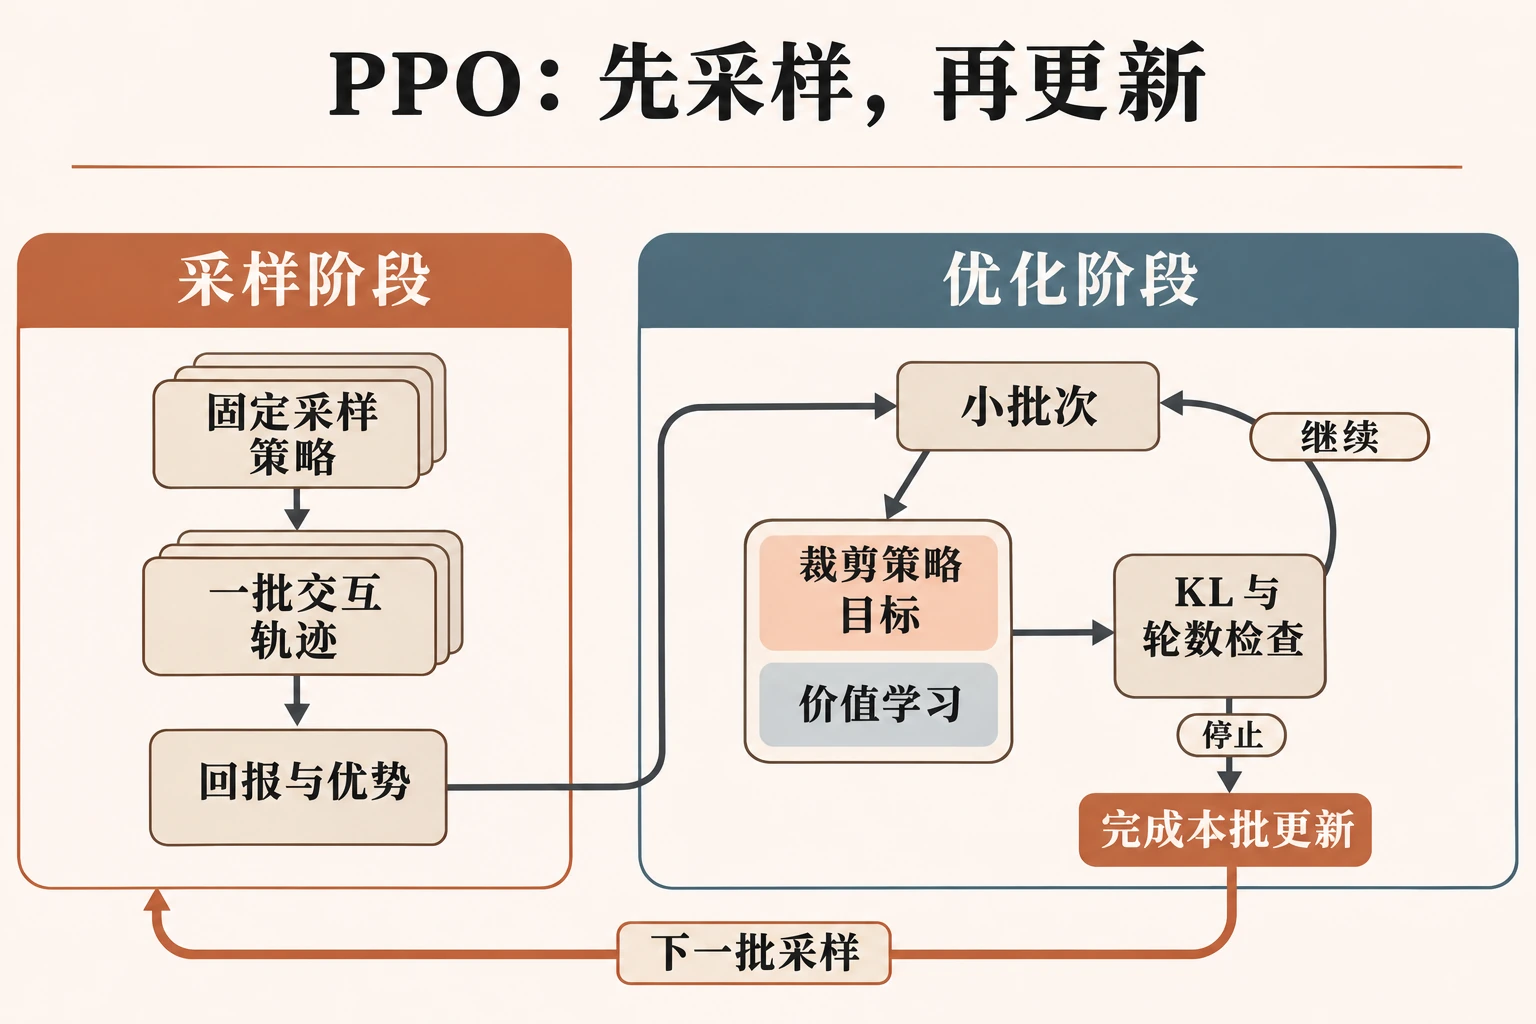 PPO：先采样，再更新
采样阶段
固定采样
策略
一批交互
轨迹
回报与优势
优化阶段
小批次
继续
裁剪策略
目标
价值学习
KL 与
轮数检查
停止
完成本批更新
下一批采样